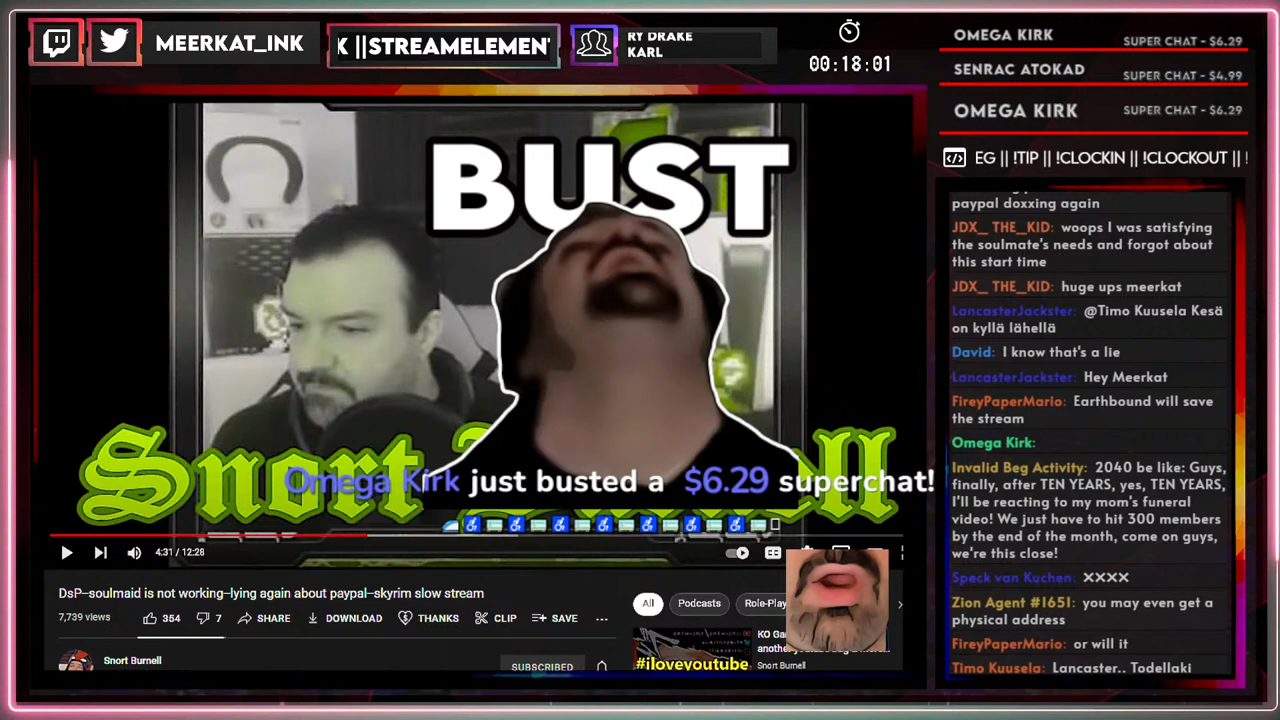 MEERKAT_INK
K ||STREAMELEMEN
RY DRAKE
KARL
00:18:01
OMEGA KIRK
SUPER CHAT - $6.29
SENRAC ATOKAD
SUPER CHAT - $4.99
OMEGA KIRK
SUPER CHAT - $6.29
EG || !TIP || !CLOCKIN || !CLOCKOUT || !
BUST
Snort
Omega Kirk just busted a $6.29 superchat!
4:31 / 12:28
DsP–soulmaid is not working–lying again about paypal–skyrim slow stream
7,739 views
354
7
SHARE
DOWNLOAD
THANKS
CLIP
SAVE
Snort Burnell
SUBSCRIBED
All
Podcasts
Role-Play
KO Ga
#iloveyoutube
Snort Burnell
paypal doxxing again
JDX_ THE_KID: woops I was satisfying
the soulmate's needs and forgot about
this start time
JDX_ THE_KID: huge ups meerkat
LancasterJackster: @Timo Kuusela Kesä
on kyllä lähellä
David: I know that's a lie
LancasterJackster: Hey Meerkat
FireyPaperMario: Earthbound will save
the stream
Omega Kirk:
Invalid Beg Activity: 2040 be like: Guys,
finally, after TEN YEARS, yes, TEN YEARS,
I'll be reacting to my mom's funeral
video! We just have to hit 300 members
by the end of the month, come on guys,
we're this close!
Speck van Kuchen: XXXX
Zion Agent #1651: you may even get a
physical address
FireyPaperMario: or will it
Timo Kuusela: Lancaster.. Todellaki